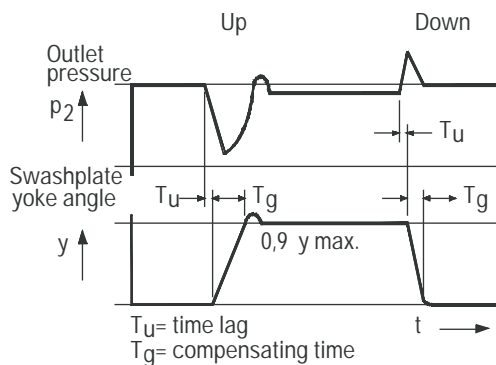 Up Down
Outlet
pressure
p2
Tu
Swashplate
yoke angle
Tu Tg Tg
y
0,9 y max.
Tu= time lag t
Tg= compensating time